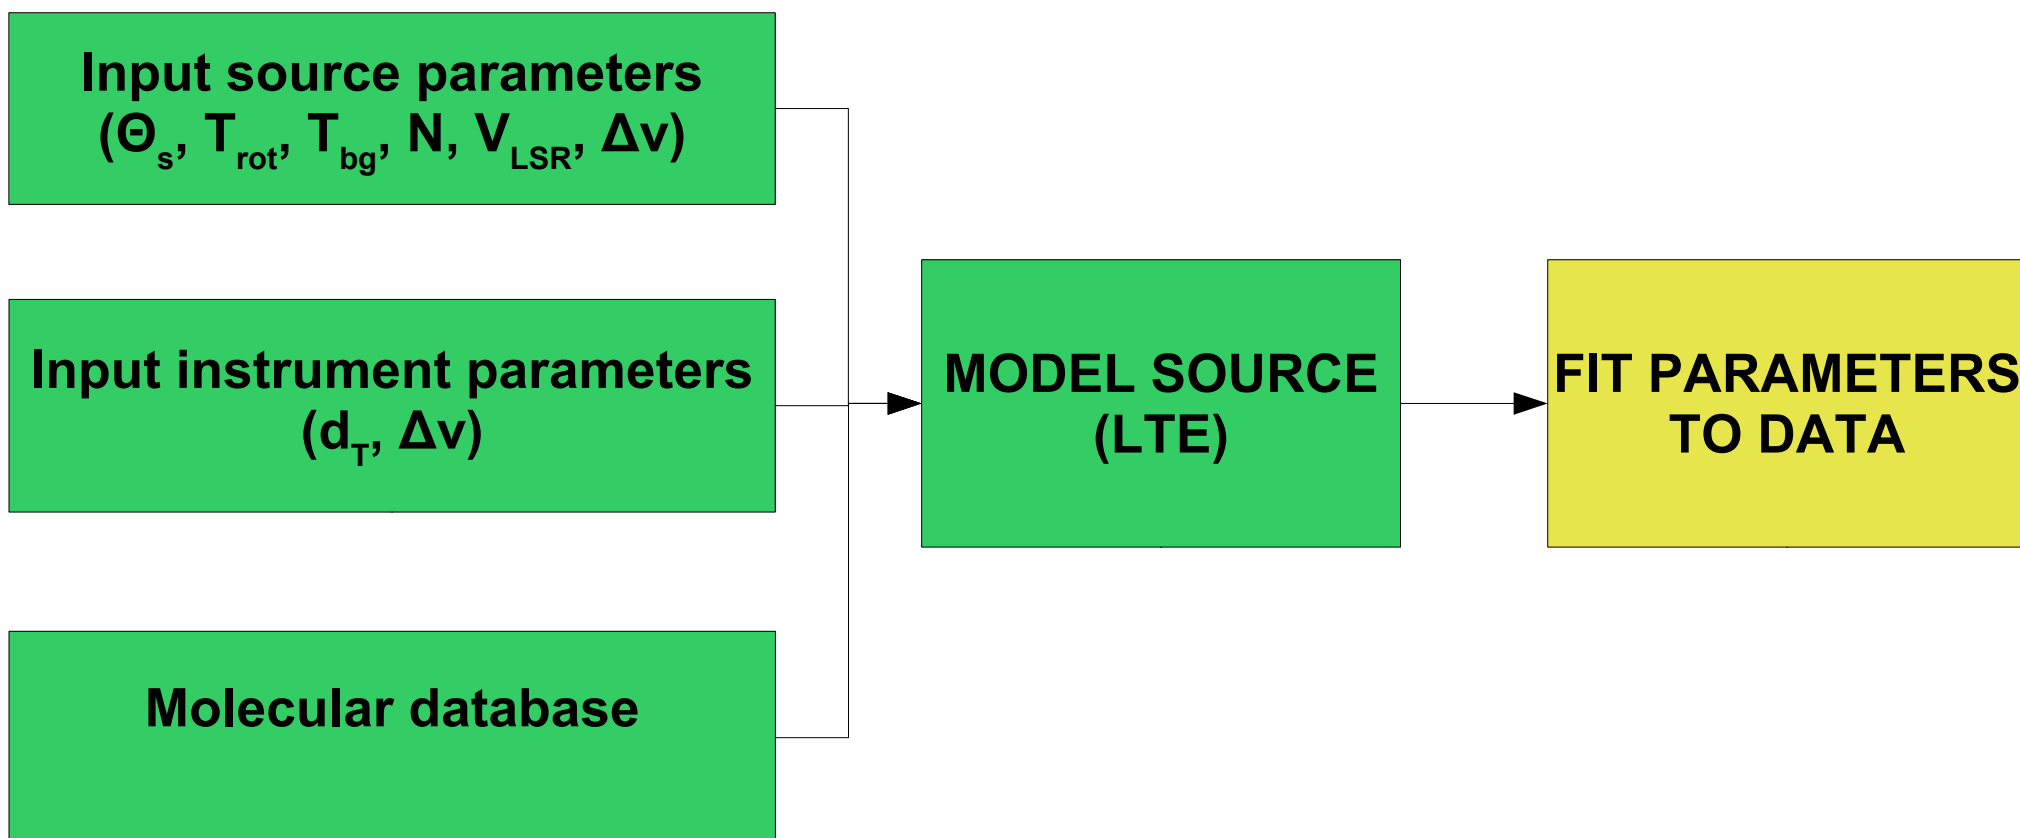 Input source parameters
(Θs, Trot, Tbg, N, VLSR, Δv)
Input instrument parameters
(dT, Δv)
Molecular database
MODEL SOURCE
(LTE)
FIT PARAMETERS
TO DATA